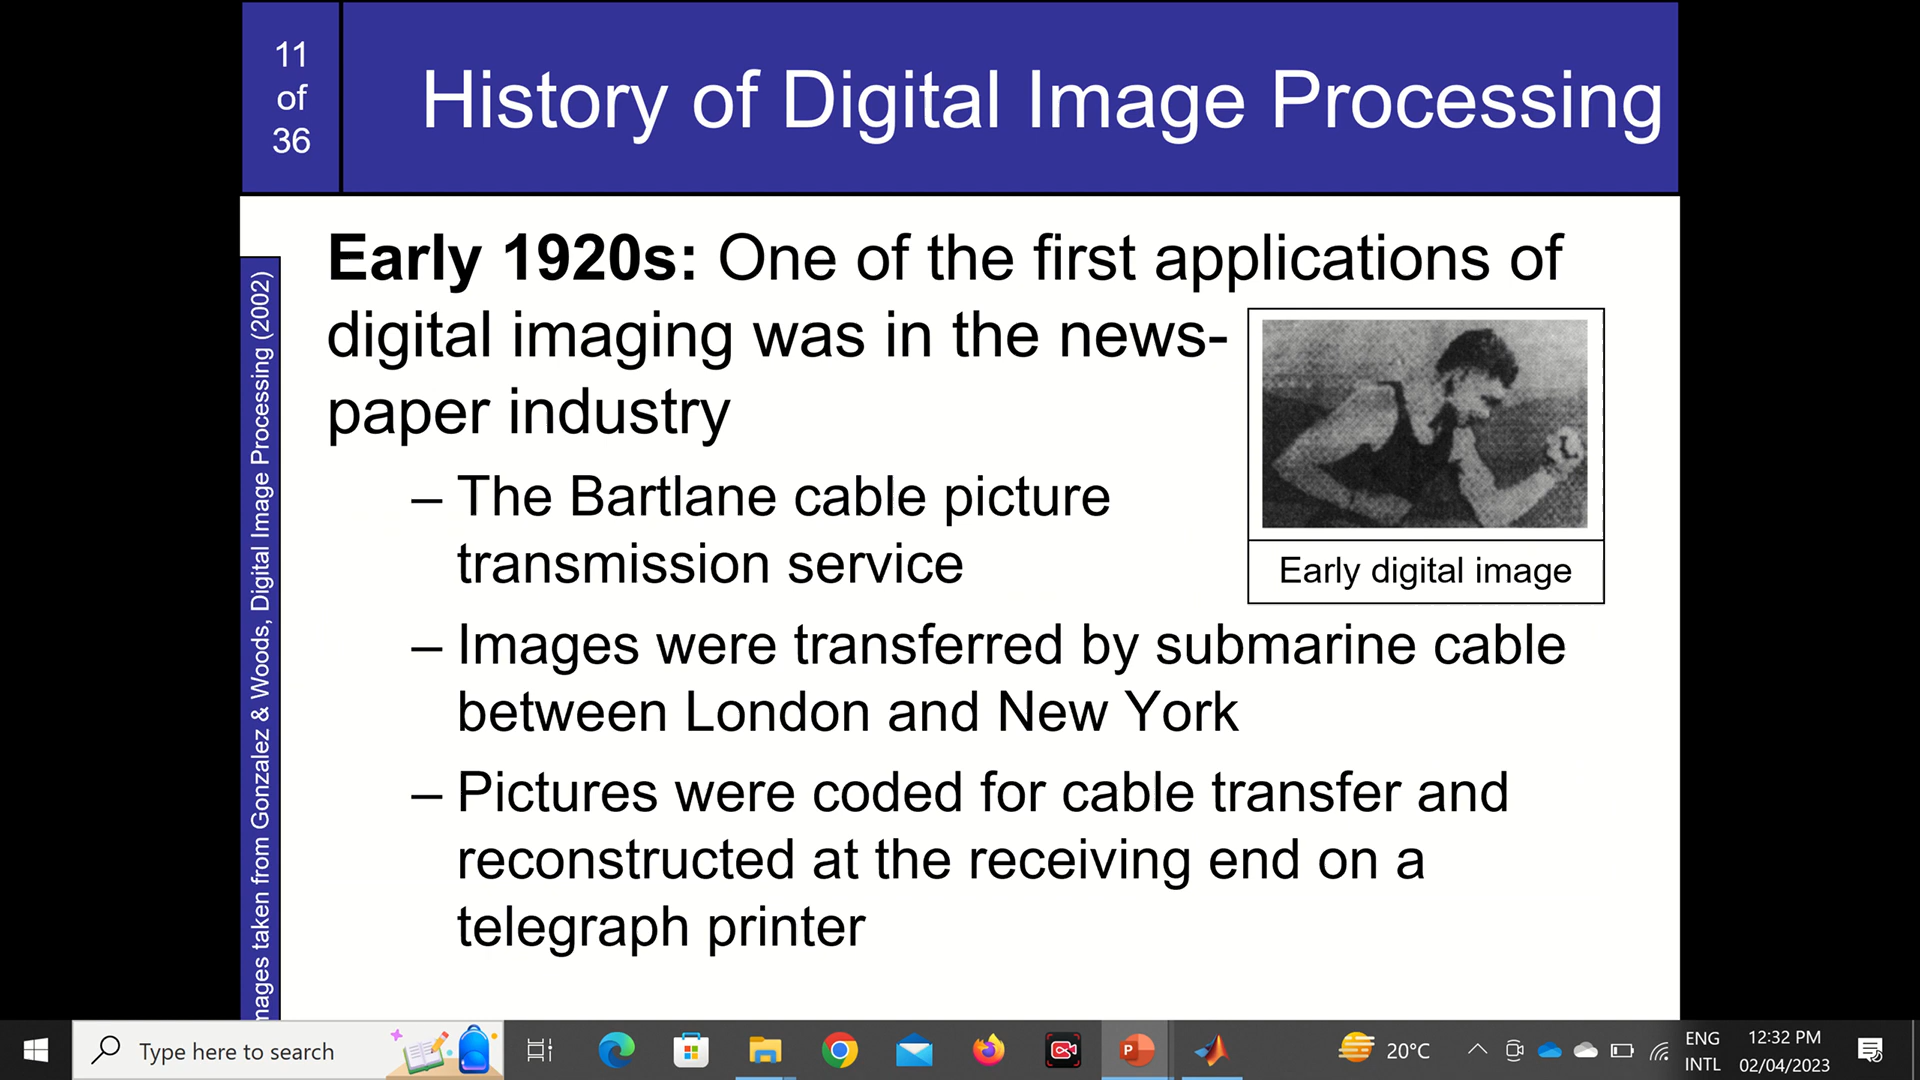 11
of
36
History of Digital Image Processing
Early 1920s: One of the first applications of
digital imaging was in the news-
paper industry
– The Bartlane cable picture
transmission service
– Images were transferred by submarine cable
between London and New York
– Pictures were coded for cable transfer and
reconstructed at the receiving end on a
telegraph printer
Early digital image
mages taken from Gonzalez & Woods, Digital Image Processing (2002)
Type here to search
20°C
ENG
INTL
12:32 PM
02/04/2023